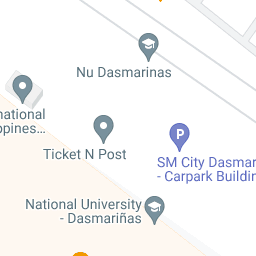 Nu Dasmarinas
national
ppines...
Ticket N Post
P
SM City Dasmar
- Carpark Buildin
National University
- Dasmariñas